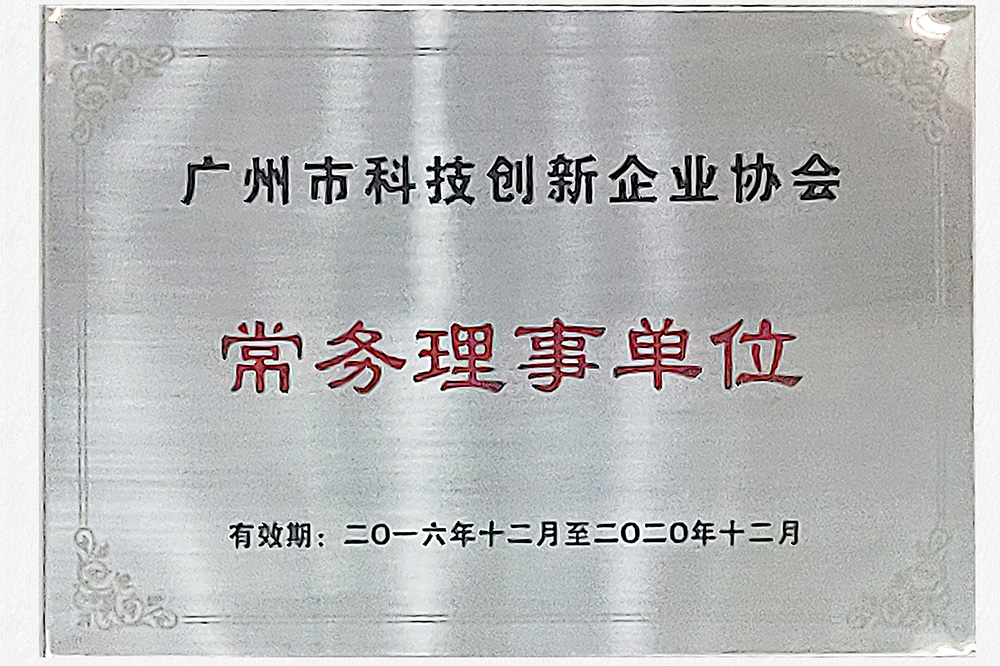 广州市科技创新企业协会
常务理事单位
有效期：二〇一六年十二月至二〇二〇年十二月